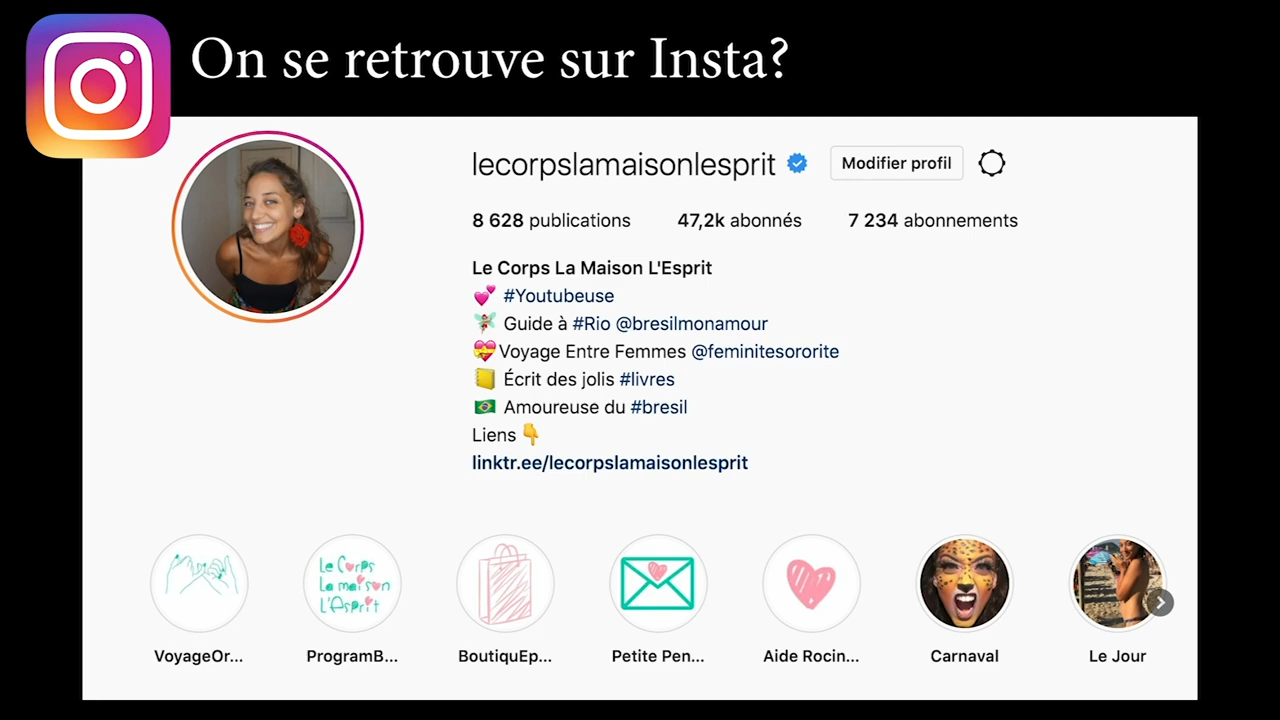 On se retrouve sur Insta?
lecorpslamaisonlesprit Modifier profil
8 628 publications 47,2k abonnés 7 234 abonnements
Le Corps La Maison L'Esprit
#Youtubeuse
Guide à #Rio @bresilmonamour
Voyage Entre Femmes @feminitesororite
Écrit des jolis #livres
Amoureuse du #bresil
Liens
linktr.ee/lecorpslamaisonlesprit
Le Corps
La maison
L'Esprit
VoyageOr... ProgramB... BoutiquEp... Petite Pen... Aide Rocin... Carnaval Le Jour